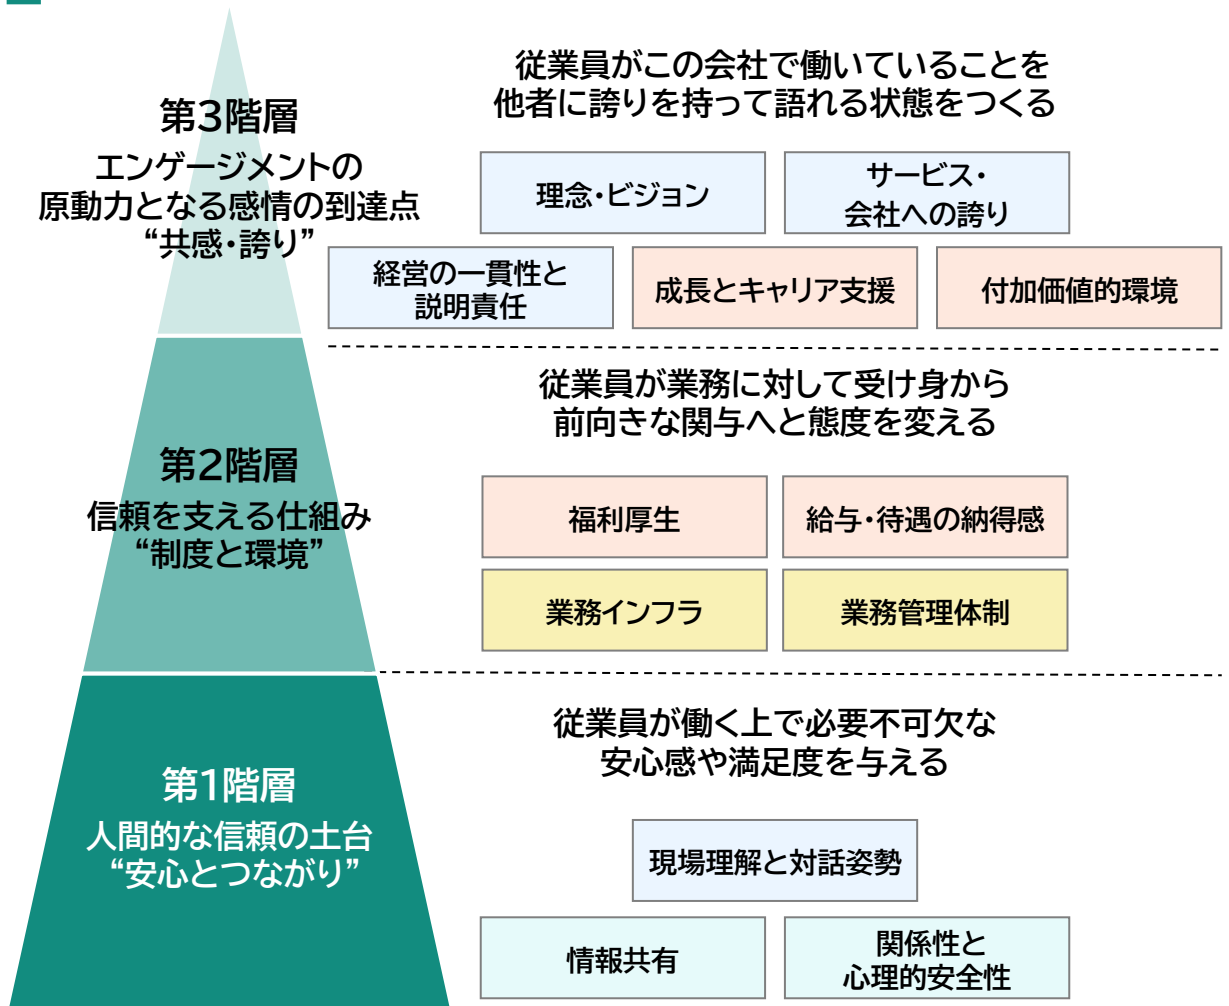 第3階層
エンゲージメントの
原動力となる感情の到達点
“共感・誇り”
従業員がこの会社で働いていることを
他者に誇りを持って語れる状態をつくる
理念・ビジョン
サービス・
会社への誇り
経営の一貫性と
説明責任
成長とキャリア支援
付加価値的環境
第2階層
信頼を支える仕組み
“制度と環境”
従業員が業務に対して受け身から
前向きな関与へと態度を変える
福利厚生
給与・待遇の納得感
業務インフラ
業務管理体制
第1階層
人間的な信頼の土台
“安心とつながり”
従業員が働く上で必要不可欠な
安心感や満足度を与える
現場理解と対話姿勢
情報共有
関係性と
心理的安全性